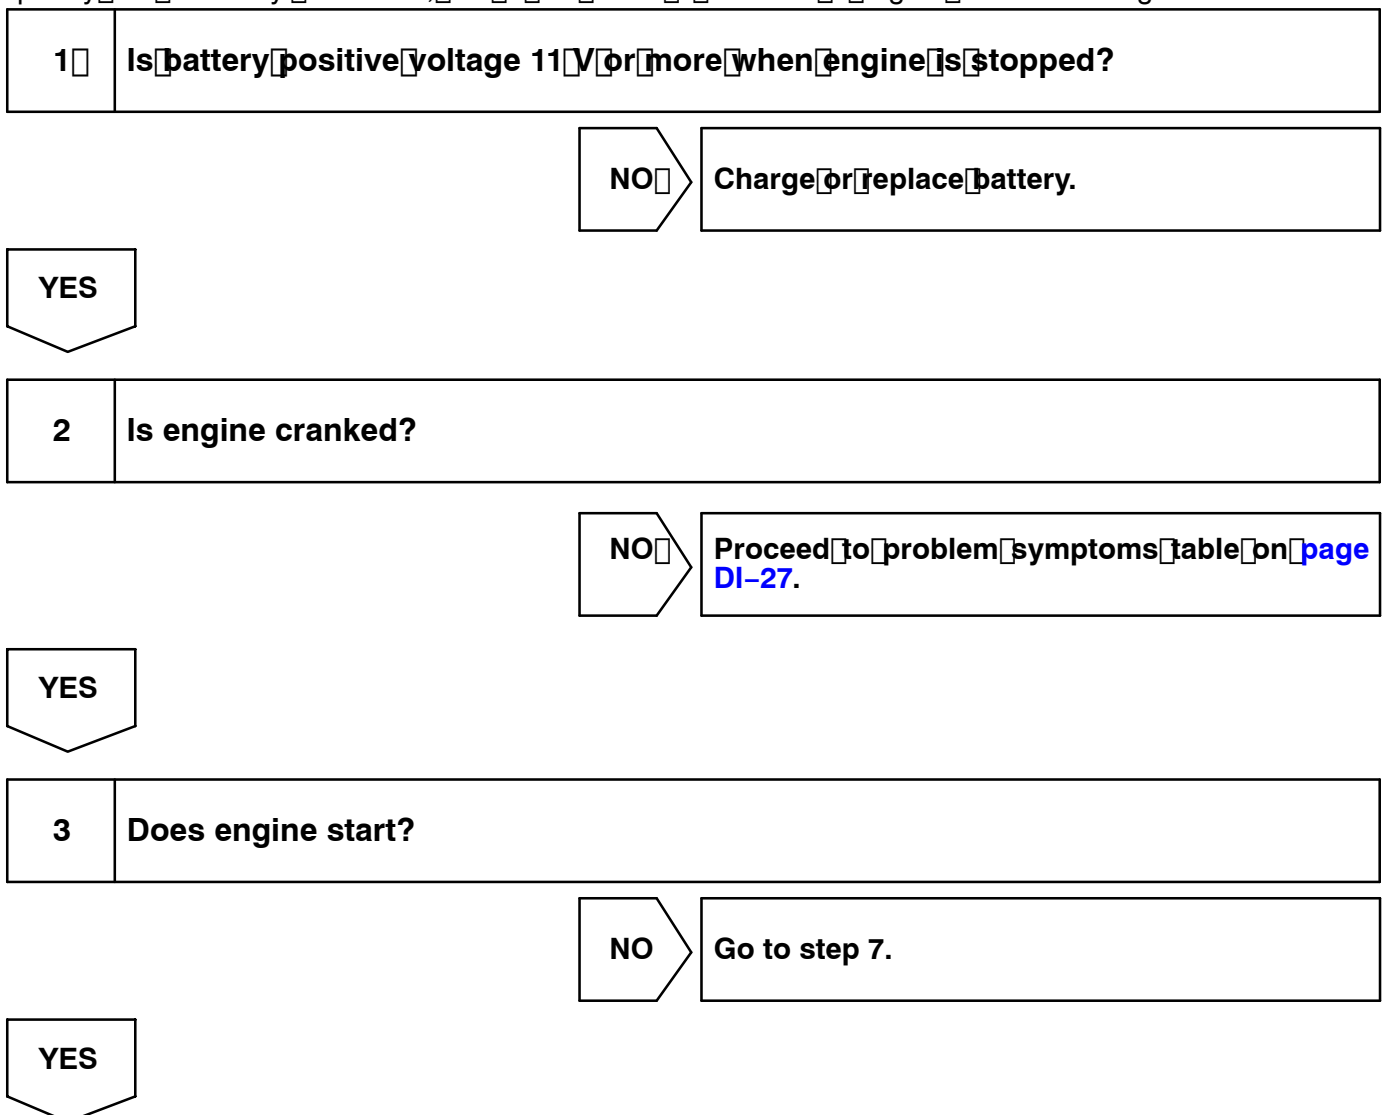 1
Is battery positive voltage 11 V or more when engine is stopped?
NO
Charge or replace battery.
YES
2
Is engine cranked?
NO
Proceed to problem symptoms table on page
DI–27.
YES
3
Does engine start?
NO
Go to step 7.
YES